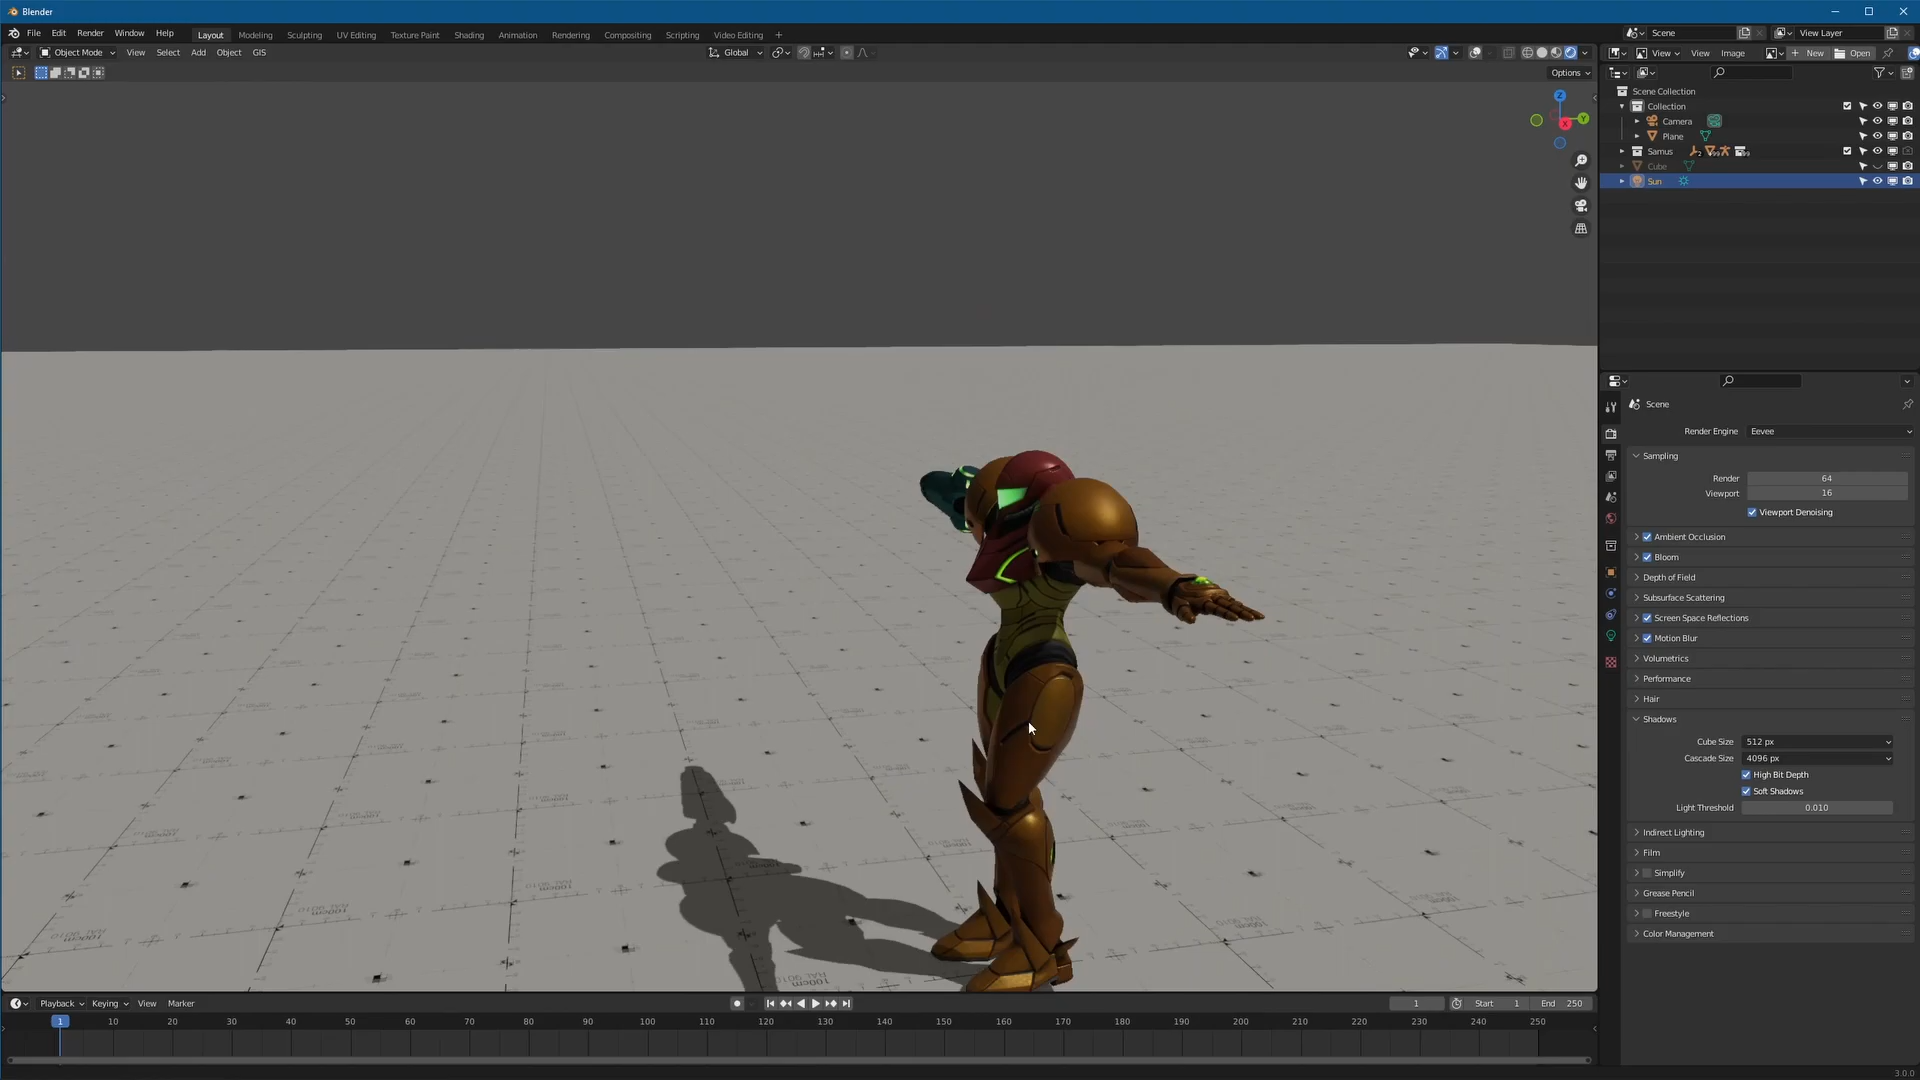 Blender
File Edit Render Window Help Layout Modeling Sculpting UV Editing Texture Paint Shading Animation Rendering Compositing Scripting Video Editing + Scene View Layer
Object Mode View Select Add Object GIS Global View View Image New Open
Options
Scene Collection
Collection
Camera
Plane
Samus 2 99 99
Cube
Sun
Z
Y
X
Scene
Render Engine Eevee
Sampling
Render 64
Viewport 16
Viewport Denoising
Ambient Occlusion
Bloom
Depth of Field
Subsurface Scattering
Screen Space Reflections
Motion Blur
Volumetrics
Performance
Hair
Shadows
Cube Size 512 px
Cascade Size 4096 px
High Bit Depth
Soft Shadows
Light Threshold 0.010
Indirect Lighting
Film
Simplify
Grease Pencil
Freestyle
Color Management
100cm
RAL 9010
Playback Keying View Marker 1 Start 1 End 250
1 10 20 30 40 50 60 70 80 90 100 110 120 130 140 150 160 170 180 190 200 210 220 230 240 250
3.0.0